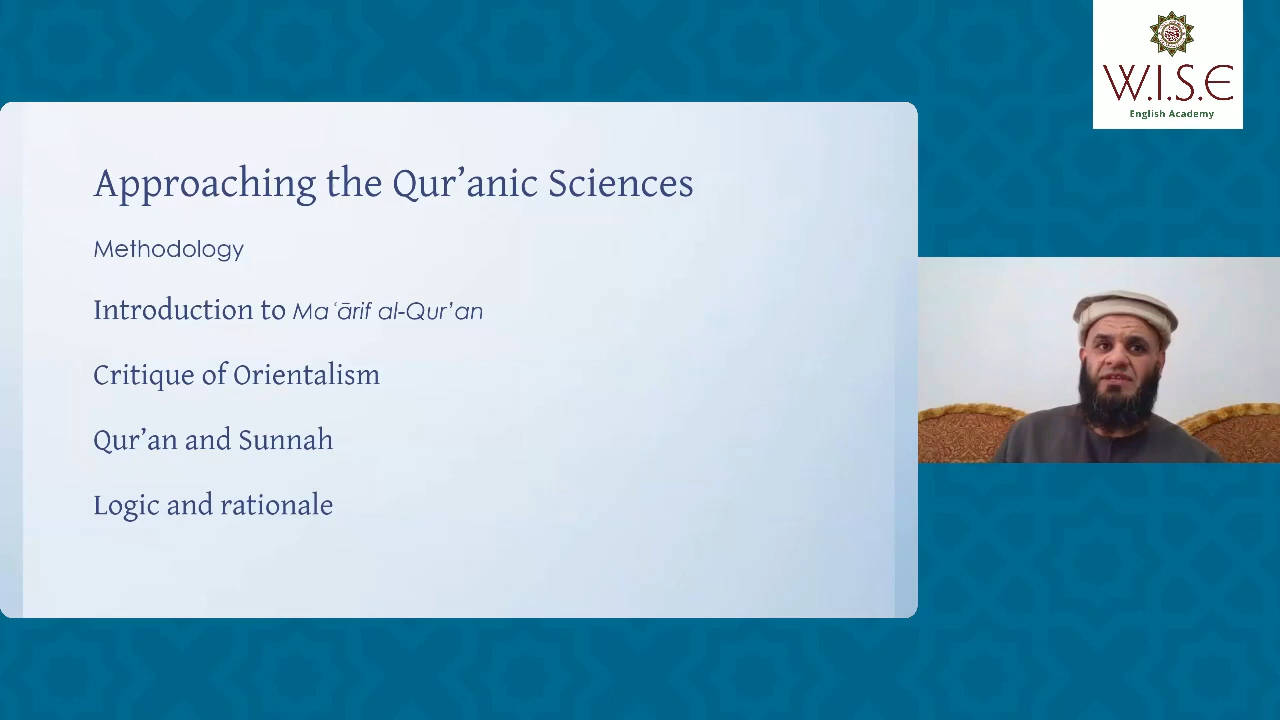 Approaching the Qur’anic Sciences
Methodology
Introduction to Maʿārif al-Qur’an
Critique of Orientalism
Qur’an and Sunnah
Logic and rationale
W.I.S.E
English Academy